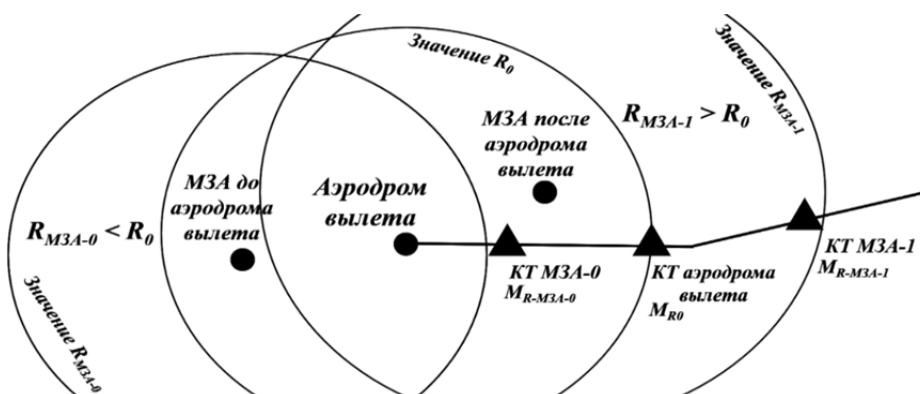 Значение R0
Значение RМЗА-1
RМЗА-1 > R0
МЗА после
аэродрома
вылета
МЗА до
аэродрома
вылета
Аэродром
вылета
RМЗА-0 < R0
КТ МЗА-0
MR-МЗА-0
КТ аэродрома
вылета
MR0
КТ МЗА-1
MR-МЗА-1
Значение RМЗА-0